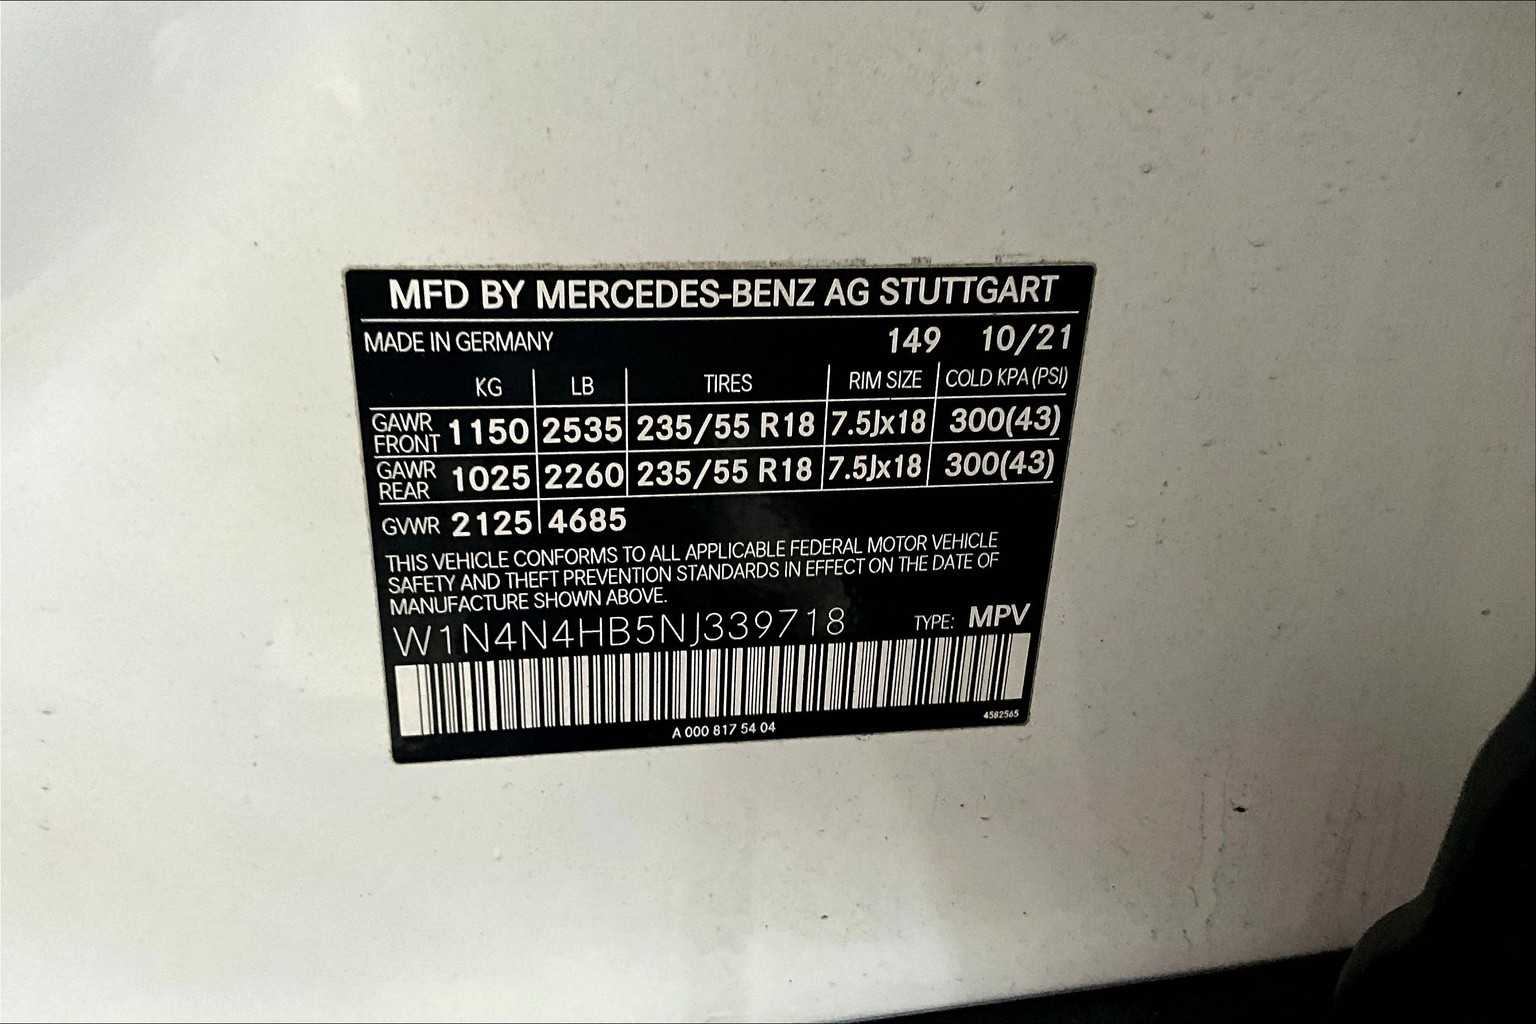 MFD BY MERCEDES-BENZ AG STUTTGART
MADE IN GERMANY 149 10/21
KG LB TIRES RIM SIZE COLD KPA (PSI)
GAWR FRONT 1150 2535 235/55 R18 7.5Jx18 300(43)
GAWR REAR 1025 2260 235/55 R18 7.5Jx18 300(43)
GVWR 2125 4685
THIS VEHICLE CONFORMS TO ALL APPLICABLE FEDERAL MOTOR VEHICLE
SAFETY AND THEFT PREVENTION STANDARDS IN EFFECT ON THE DATE OF
MANUFACTURE SHOWN ABOVE.
W1N4N4HB5NJ339718 TYPE: MPV
A 000 817 54 04 4582565